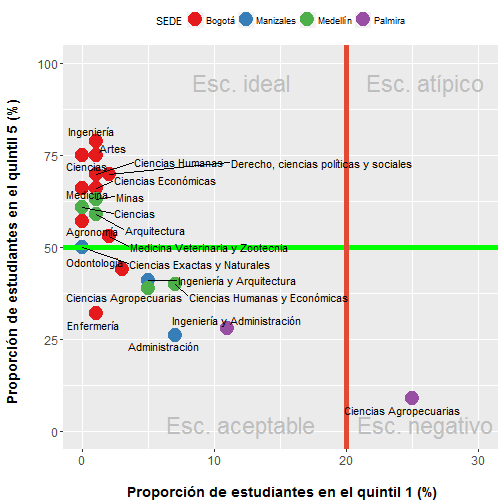 SEDE Bogotá Manizales Medellín Palmira
Proporción de estudiantes en el quintil 5 (%)
100
75
50
25
0
Esc. ideal
Esc. atípico
Ingeniería
Artes
Ciencias
Ciencias Humanas
Derecho, ciencias políticas y sociales
Ciencias Económicas
Medicina
Minas
Ciencias
Agronomía
Arquitectura
Medicina Veterinaria y Zootecnia
Odontología
Ciencias Exactas y Naturales
Ingeniería y Arquitectura
Ciencias Agropecuarias
Ciencias Humanas y Económicas
Enfermería
Ingeniería y Administración
Administración
Ciencias Agropecuarias
Esc. aceptable
Esc. negativo
0
10
20
30
Proporción de estudiantes en el quintil 1 (%)